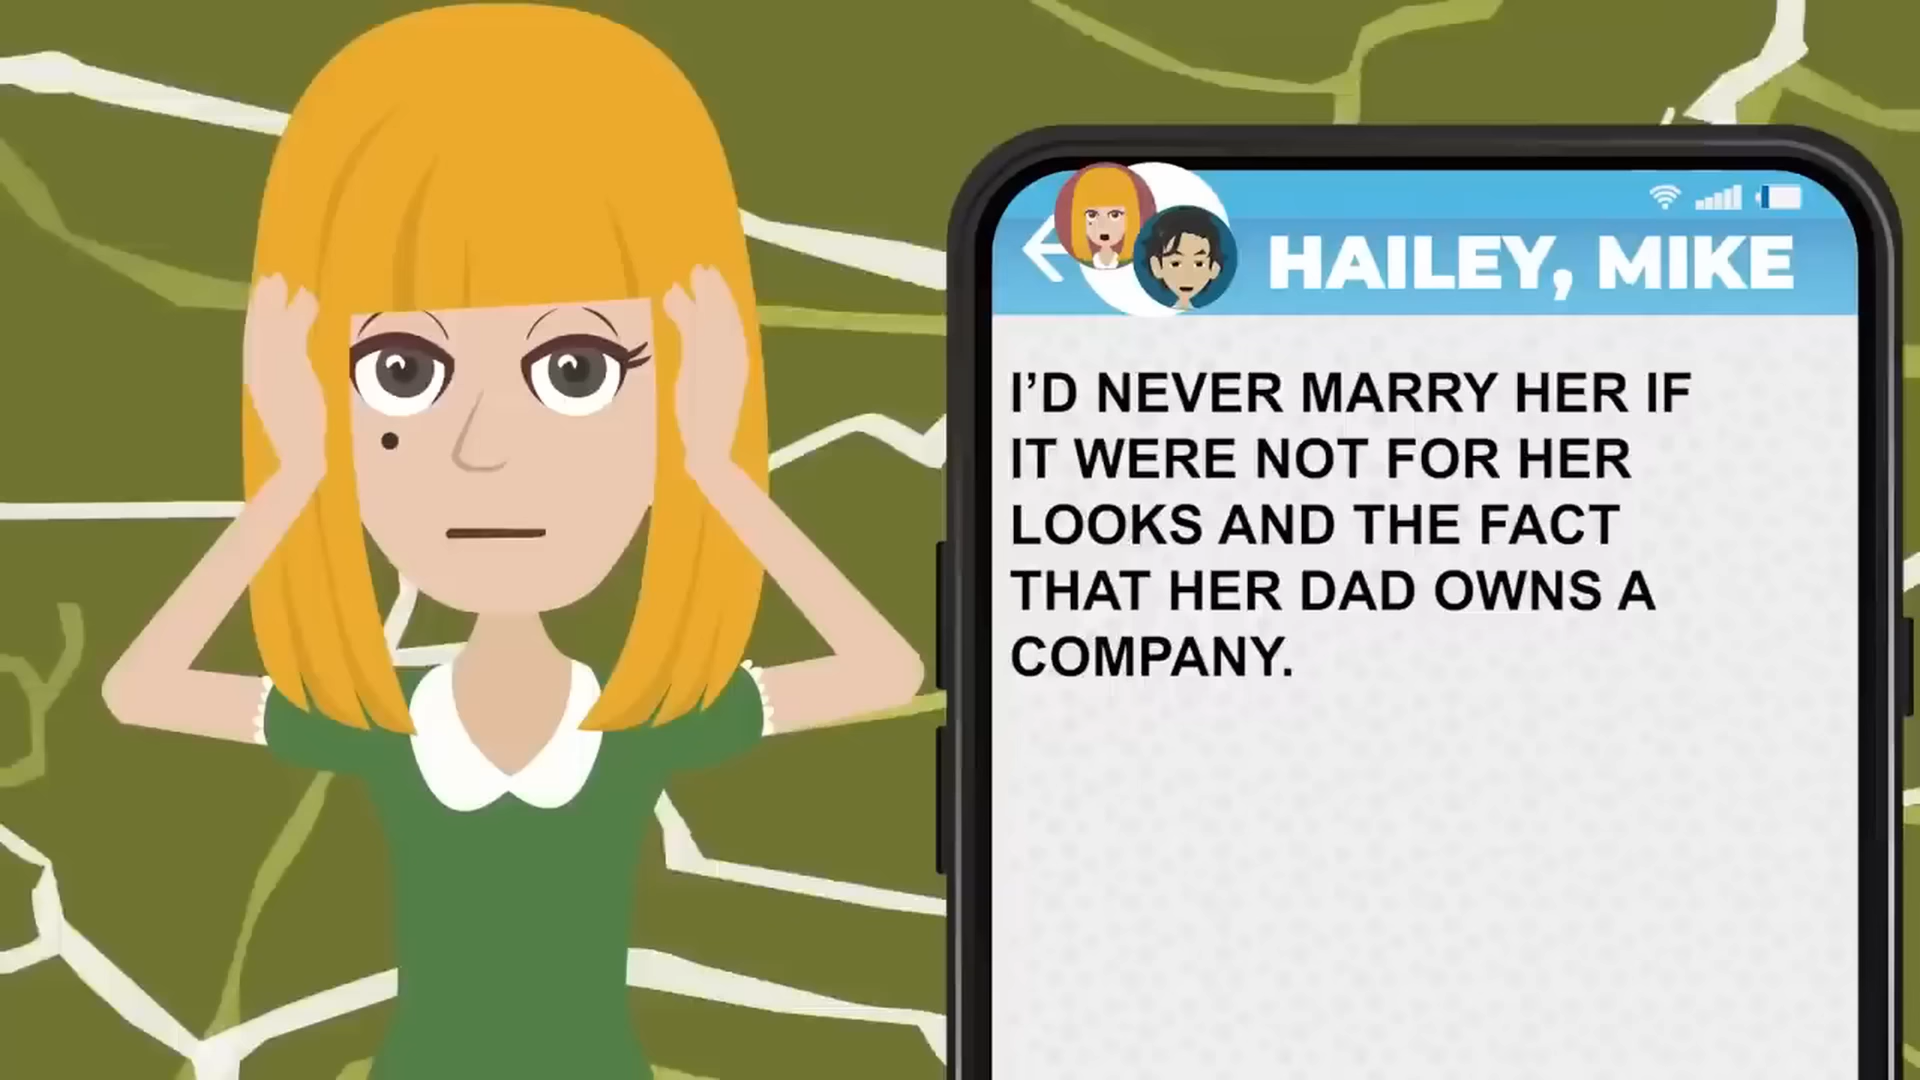 HAILEY, MIKE
I’D NEVER MARRY HER IF
IT WERE NOT FOR HER
LOOKS AND THE FACT
THAT HER DAD OWNS A
COMPANY.